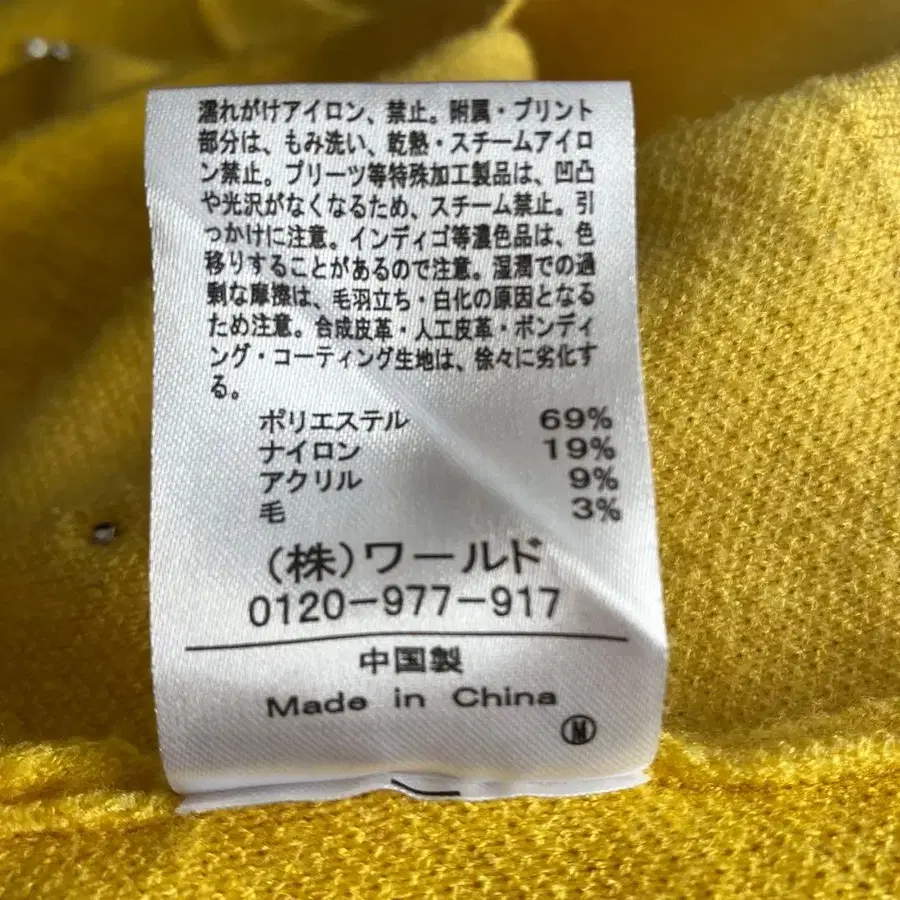 濡れがけアイロン、禁止。附属・プリント
部分は、もみ洗い、乾熱・スチームアイロ
ン禁止。プリーツ等特殊加工製品は、凹凸
や光沢がなくなるため、スチーム禁止。引
っかけに注意。インディゴ等濃色品は、色
移りすることがあるので注意。湿潤での過
剰な摩擦は、毛羽立ち・白化の原因となる
ため注意。合成皮革・人工皮革・ボンディ
ング・コーティング生地は、徐々に劣化す
る。
ポリエステル 69%
ナイロン 19%
アクリル 9%
毛 3%
(株)ワールド
0120-977-917
中国製
Made in China
Ⓜ